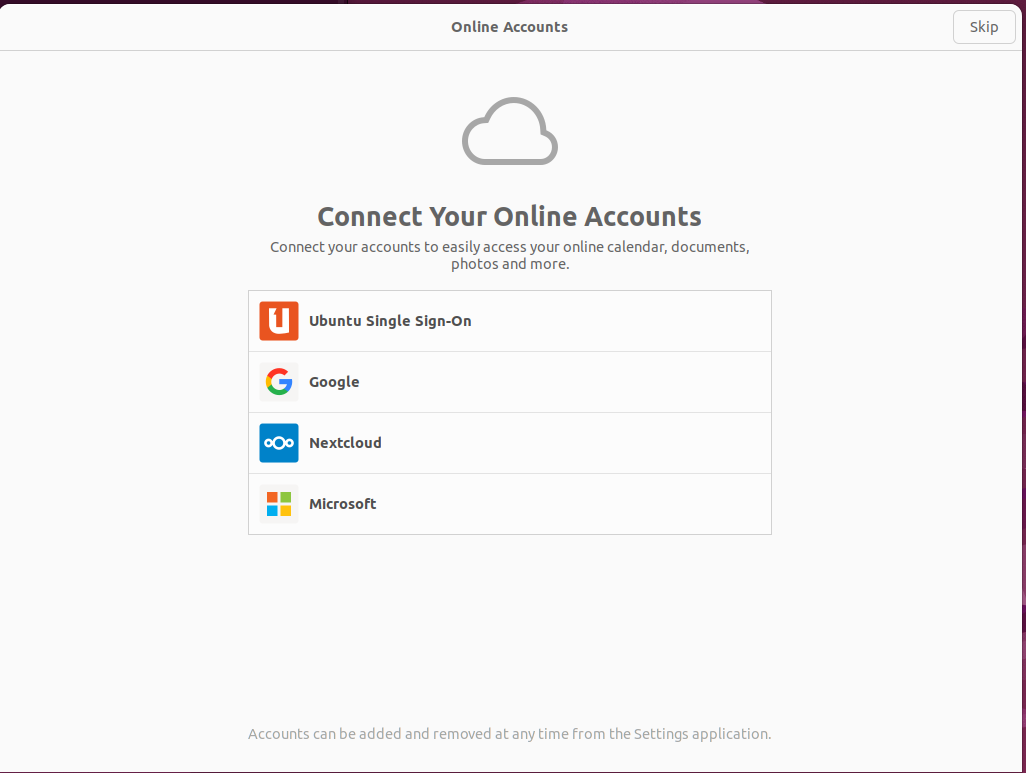 Online Accounts
Skip
Connect Your Online Accounts
Connect your accounts to easily access your online calendar, documents,
photos and more.
Ubuntu Single Sign-On
Google
Nextcloud
Microsoft
Accounts can be added and removed at any time from the Settings application.